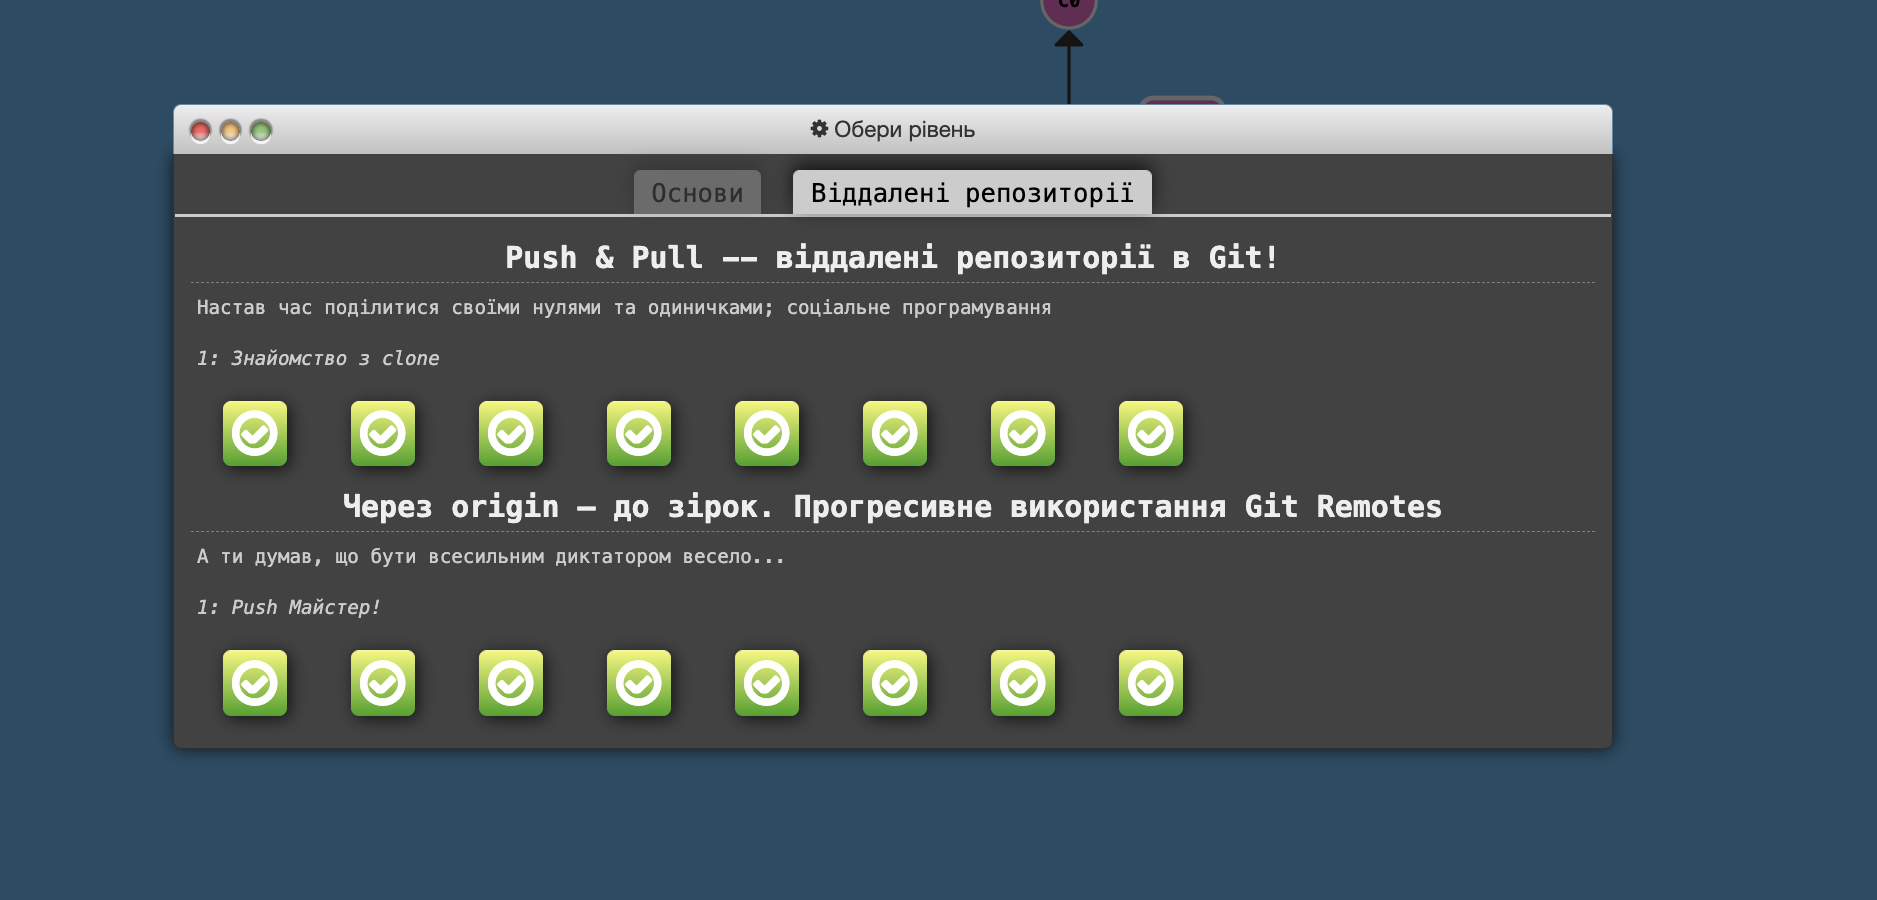 C0
Обери рівень
Основи
Віддалені репозиторії
Push & Pull –– віддалені репозиторії в Git!
Настав час поділитися своїми нулями та одиничками; соціальне програмування
1: Знайомство з clone
Через origin – до зірок. Прогресивне використання Git Remotes
А ти думав, що бути всесильним диктатором весело...
1: Push Майстер!